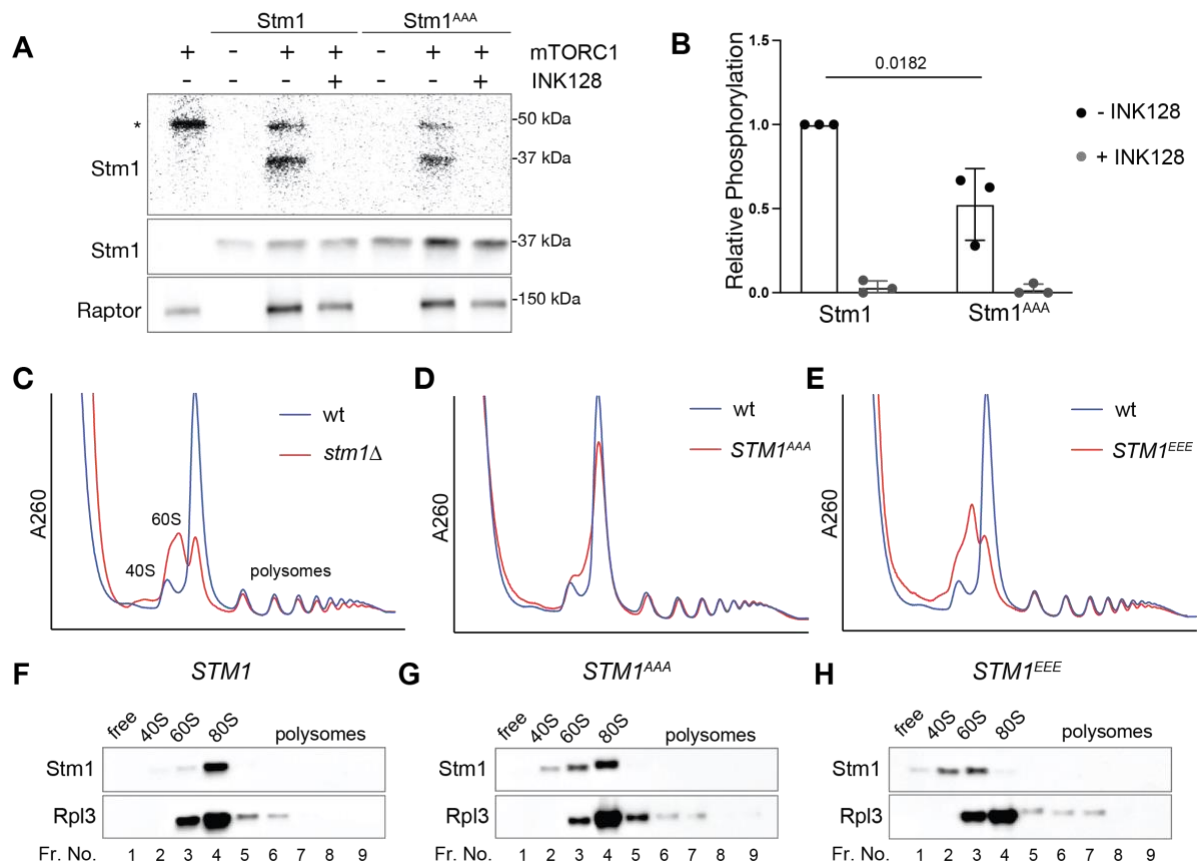 A
Stm1 Stm1AAA
+ - + + - + + mTORC1
- - - + - - + INK128
* -50 kDa
Stm1 -37 kDa
Stm1 -37 kDa
Raptor -150 kDa
B
Relative Phosphorylation
1.5
1.0
0.5
0.0
0.0182
- INK128
+ INK128
Stm1 Stm1AAA
C
A260
wt
stm1Δ
40S 60S polysomes
D
A260
wt
STM1AAA
E
A260
wt
STM1EEE
F STM1
free 40S 60S 80S polysomes
Stm1
Rpl3
Fr. No. 1 2 3 4 5 6 7 8 9
G STM1AAA
free 40S 60S 80S polysomes
Stm1
Rpl3
Fr. No. 1 2 3 4 5 6 7 8 9
H STM1EEE
free 40S 60S 80S polysomes
Stm1
Rpl3
Fr. No. 1 2 3 4 5 6 7 8 9